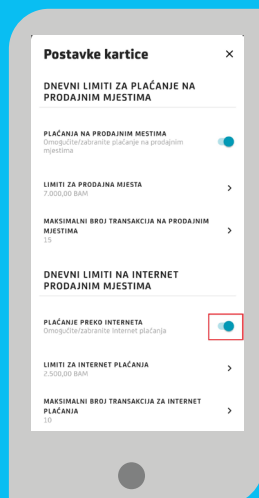 Postavke kartice
DNEVNI LIMITI ZA PLAĆANJE NA
PRODAJNIM MJESTIMA
PLAĆANJA NA PRODAJNIM MESTIMA
Omogućite/zabranite plaćanje na prodajnim
mjestima
LIMITI ZA PRODAJNA MJESTA
7.000,00 BAM
MAKSIMALNI BROJ TRANSAKCIJA NA PRODAJNIM
MJESTIMA
15
DNEVNI LIMITI NA INTERNET
PRODAJNIM MJESTIMA
PLAĆANJE PREKO INTERNETA
Omogućite/zabranite Internet plaćanja
LIMITI ZA INTERNET PLAĆANJA
2.500,00 BAM
MAKSIMALNI BROJ TRANSAKCIJA ZA INTERNET
PLAĆANJA
10